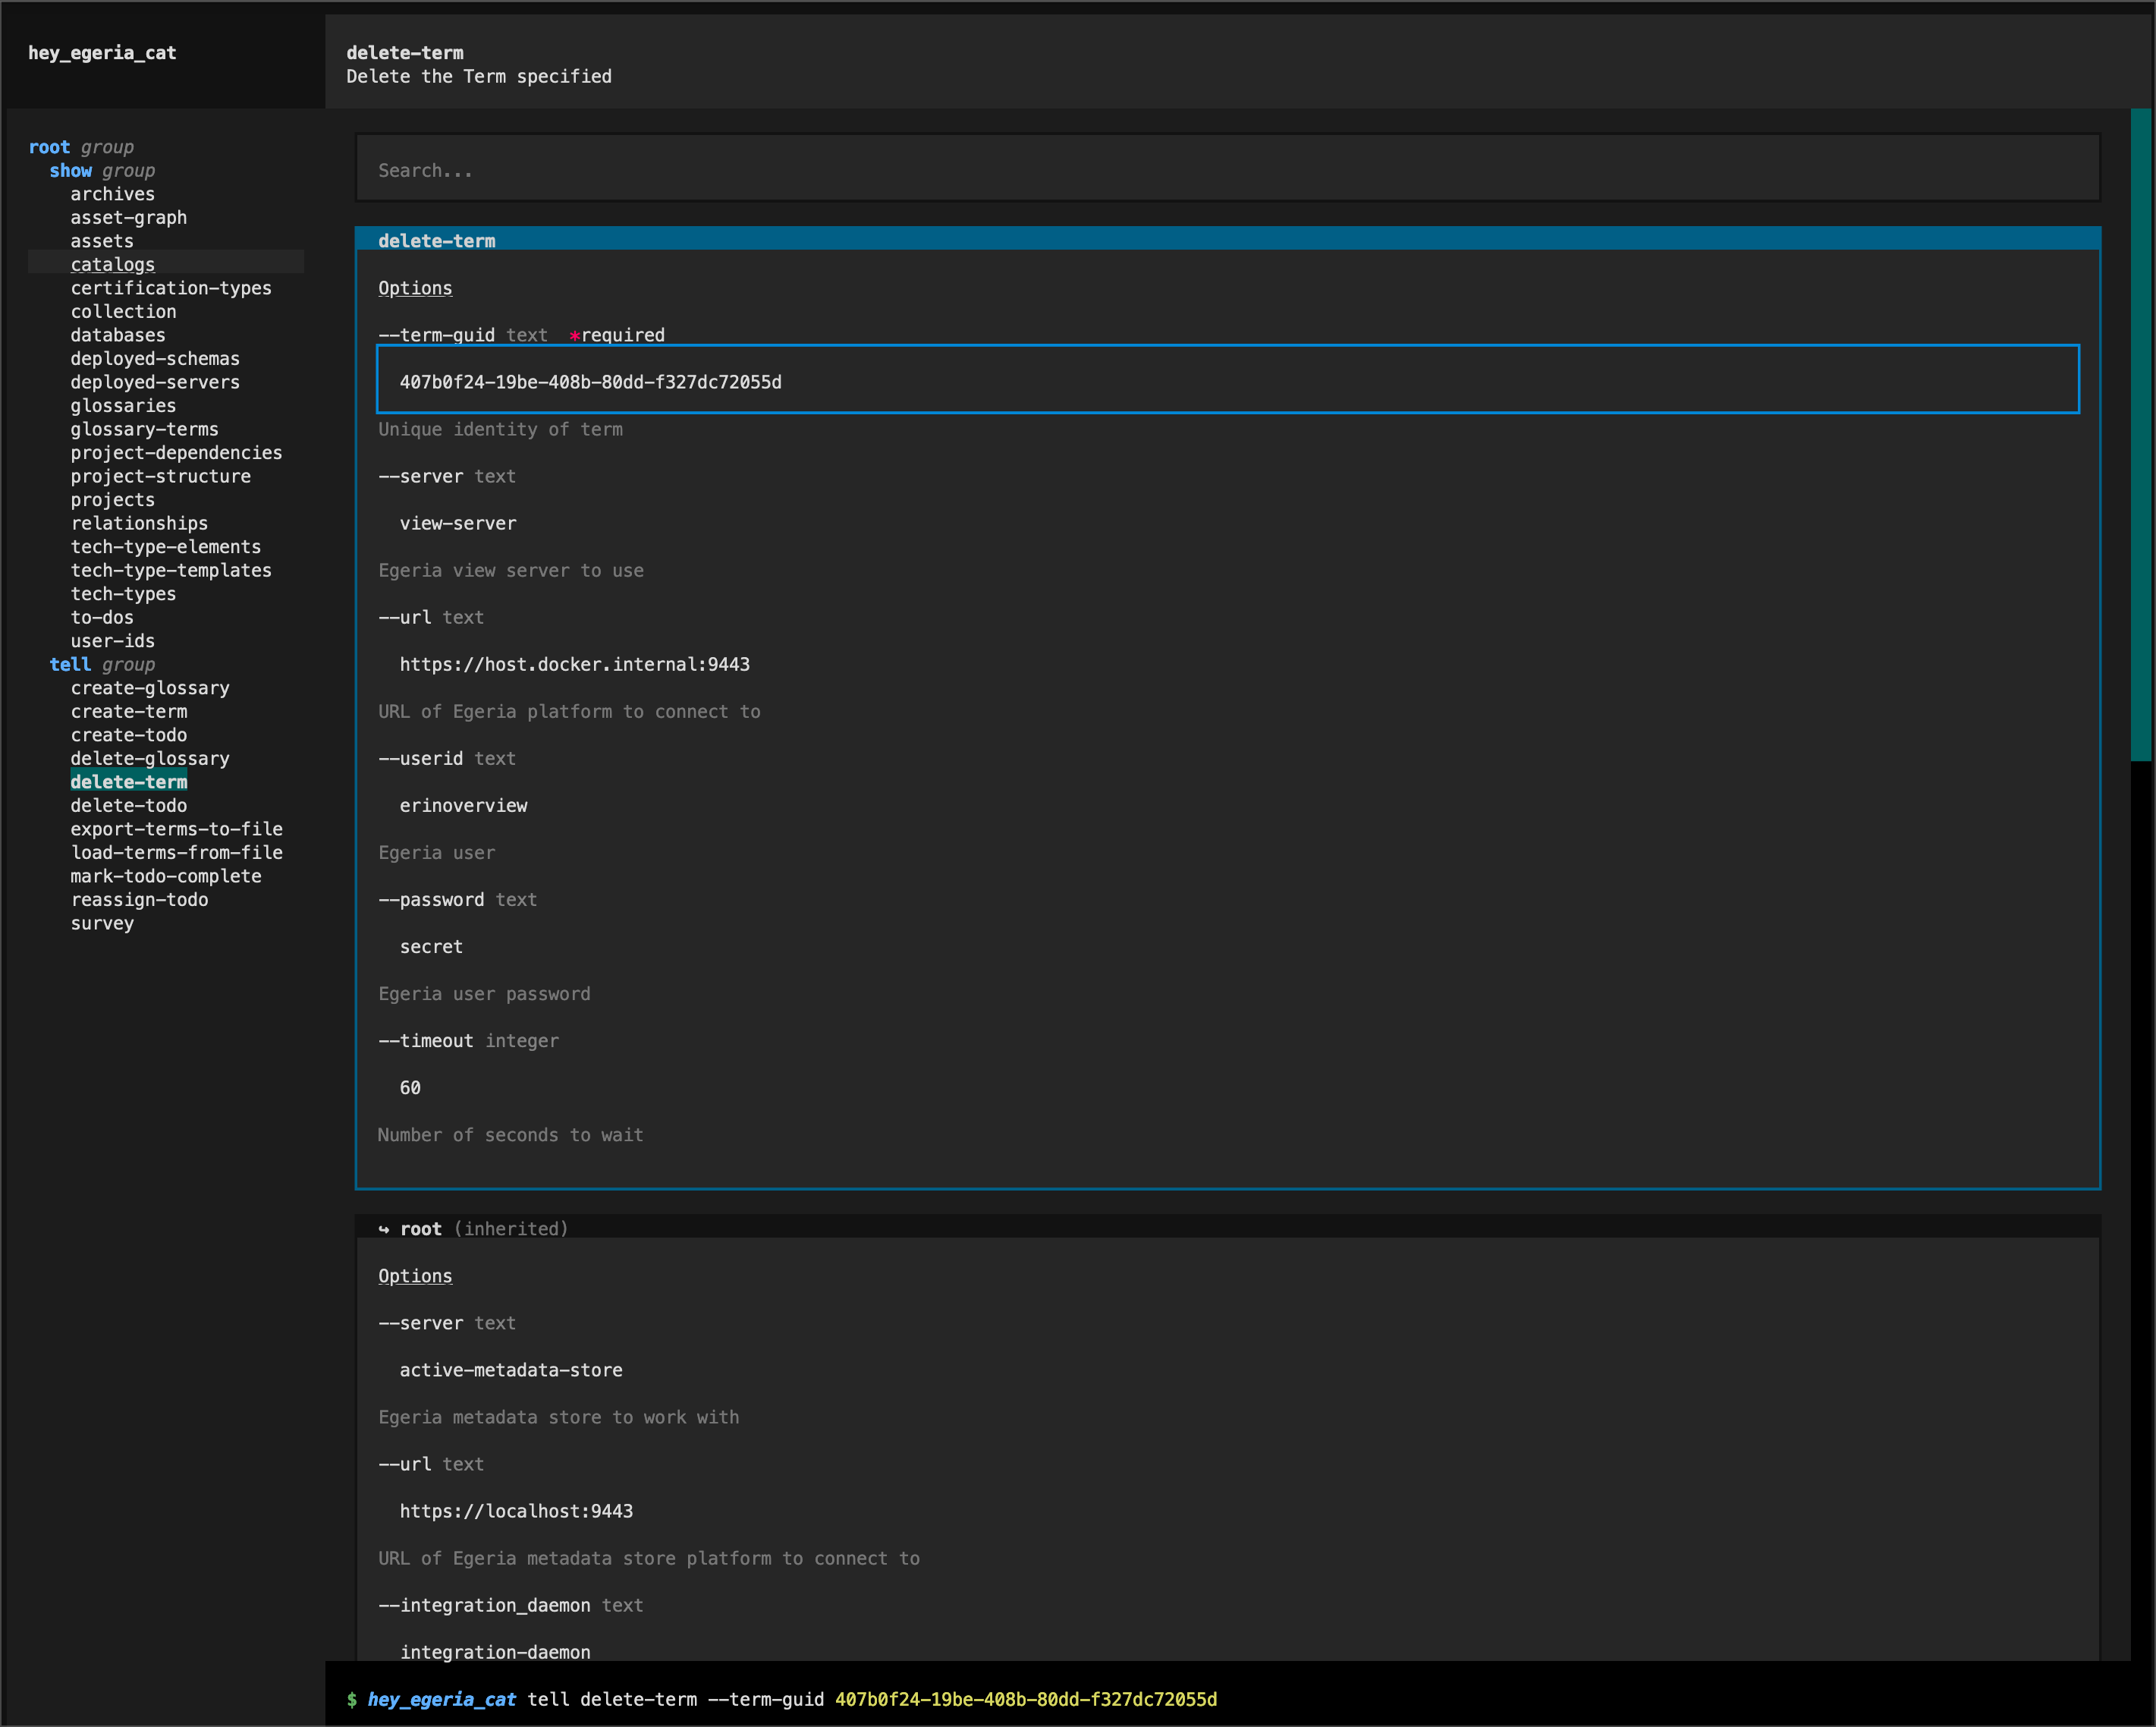 hey_egeria_cat
delete-term
Delete the Term specified
root group
show group
archives
asset-graph
assets
catalogs
certification-types
collection
databases
deployed-schemas
deployed-servers
glossaries
glossary-terms
project-dependencies
project-structure
projects
relationships
tech-type-elements
tech-type-templates
tech-types
to-dos
user-ids
tell group
create-glossary
create-term
create-todo
delete-glossary
delete-term
delete-todo
export-terms-to-file
load-terms-from-file
mark-todo-complete
reassign-todo
survey
Search...
delete-term
Options
--term-guid text *required
407b0f24-19be-408b-80dd-f327dc72055d
Unique identity of term
--server text
view-server
Egeria view server to use
--url text
https://host.docker.internal:9443
URL of Egeria platform to connect to
--userid text
erinoverview
Egeria user
--password text
secret
Egeria user password
--timeout integer
60
Number of seconds to wait
↪ root (inherited)
Options
--server text
active-metadata-store
Egeria metadata store to work with
--url text
https://localhost:9443
URL of Egeria metadata store platform to connect to
--integration_daemon text
integration-daemon
$ hey_egeria_cat tell delete-term --term-guid 407b0f24-19be-408b-80dd-f327dc72055d